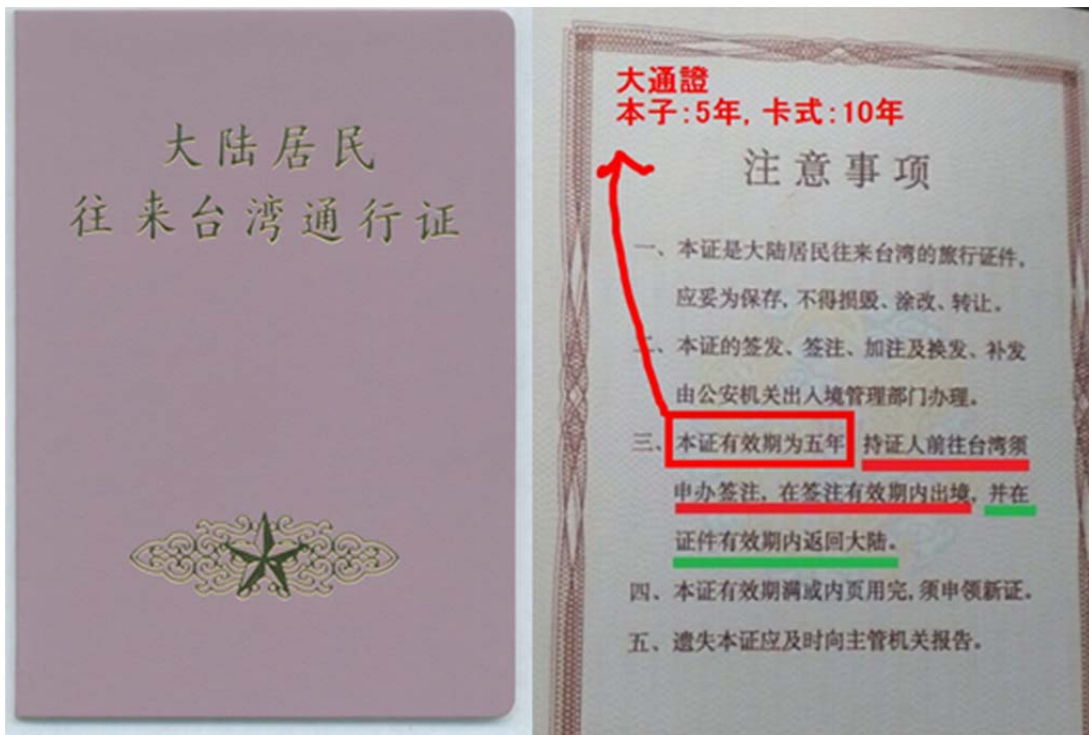 大陆居民
往来台湾通行证
大通證
本子:5年, 卡式:10年
注意事项
一、本证是大陆居民往来台湾的旅行证件,
应妥为保存, 不得损毁、涂改、转让。
二、本证的签发、签注、加注及换发、补发
由公安机关出入境管理部门办理。
三、本证有效期为五年 持证人前往台湾须
申办签注, 在签注有效期内出境, 并在
证件有效期内返回大陆。
四、本证有效期满或内页用完, 须申领新证。
五、遗失本证应及时向主管机关报告。